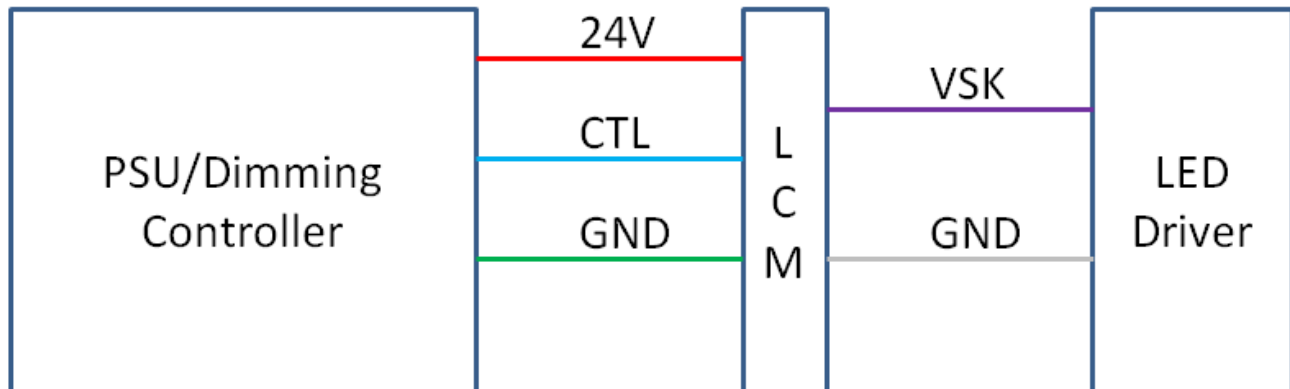 PSU/Dimming
Controller
24V
CTL
GND
L
C
M
VSK
GND
LED
Driver